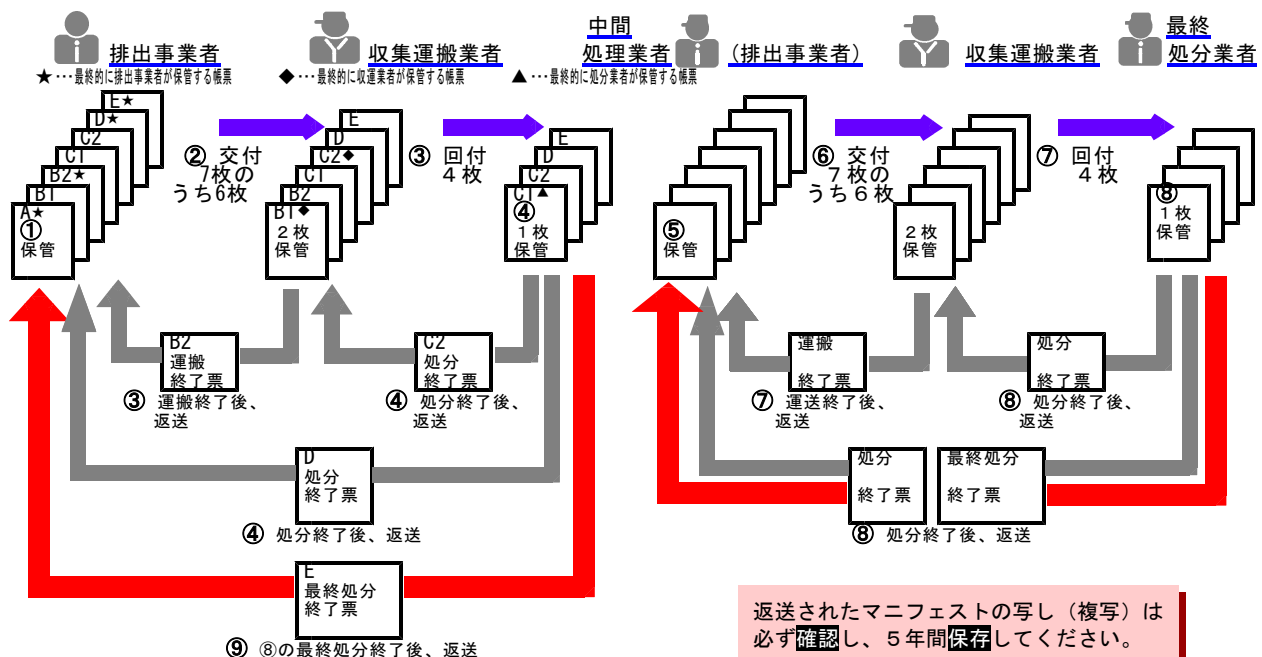 排出事業者
収集運搬業者
中間
処理業者
(排出事業者)
収集運搬業者
最終
処分業者
★…最終的に排出事業者が保管する帳票
◆…最終的に収運業者が保管する帳票
▲…最終的に処分業者が保管する帳票
E★
D★
C2
C1
B2★
B1
A★
①
保管
② 交付
7枚の
うち6枚
E
D
C2◆
C1
B2
B1◆
2枚
保管
③ 回付
4枚
E
D
C2
C1▲
④
1枚
保管
⑤
保管
⑥ 交付
7枚の
うち6枚
2枚
保管
⑦ 回付
4枚
⑧
1枚
保管
B2
運搬
終了票
③ 運搬終了後、
返送
C2
処分
終了票
④ 処分終了後、
返送
運搬
終了票
⑦ 運送終了後、
返送
処分
終了票
⑧ 処分終了後、
返送
D
処分
終了票
④ 処分終了後、返送
処分
終了票
最終処分
終了票
⑧ 処分終了後、返送
E
最終処分
終了票
⑨ ⑧の最終処分終了後、返送
返送されたマニフェストの写し(複写)は
必ず確認し、5年間保存してください。